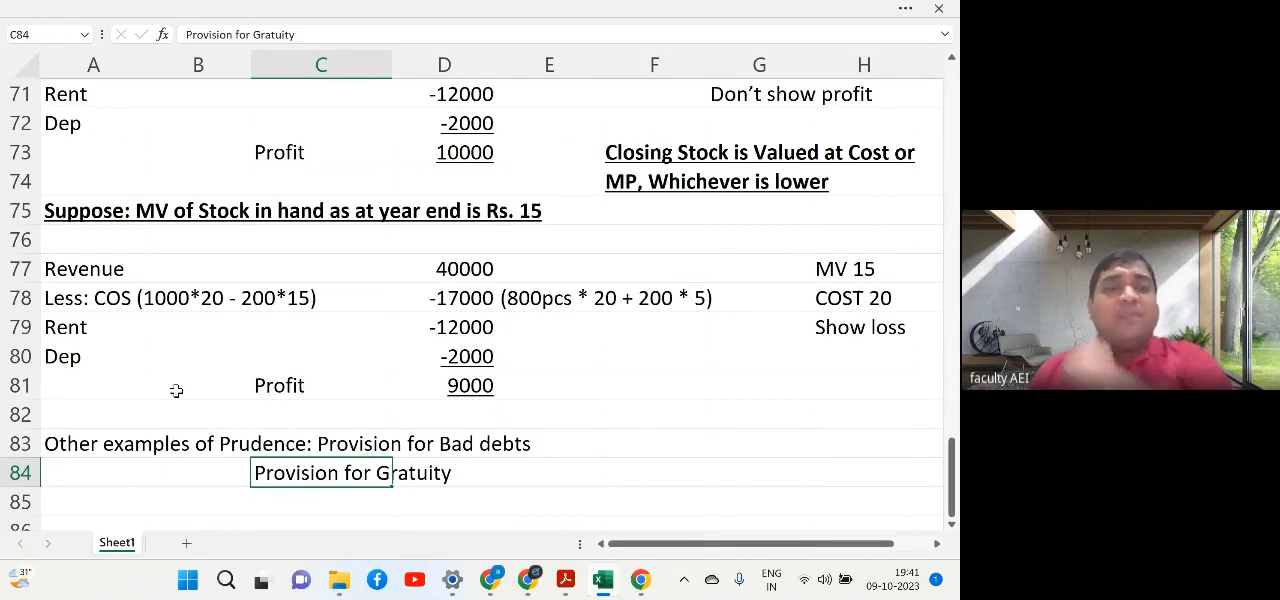 C84 fx Provision for Gratuity
A B C D E F G H
71 Rent -12000 Don't show profit
72 Dep -2000
73 Profit 10000 Closing Stock is Valued at Cost or
74 MP, Whichever is lower
75 Suppose: MV of Stock in hand as at year end is Rs. 15
76
77 Revenue 40000 MV 15
78 Less: COS (1000*20 - 200*15) -17000 (800pcs * 20 + 200 * 5) COST 20
79 Rent -12000 Show loss
80 Dep -2000
81 Profit 9000
82
83 Other examples of Prudence: Provision for Bad debts
84 Provision for Gratuity
85
86
faculty AEI
Sheet1
31°
ENG
IN
19:41
09-10-2023
1